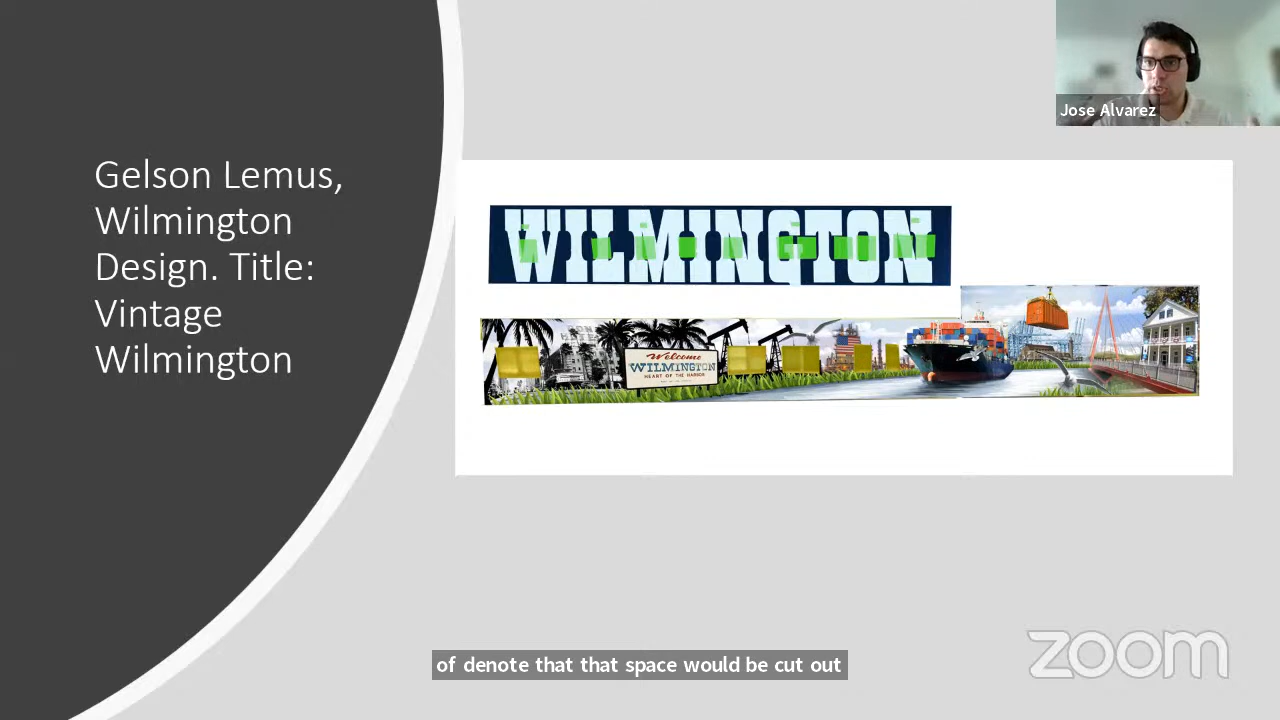 Jose Alvarez
Gelson Lemus,
Wilmington
Design. Title:
Vintage
Wilmington
WILMINGTON
Welcome
WILMINGTON
HEART OF THE HARBOR
of denote that that space would be cut out
zoom